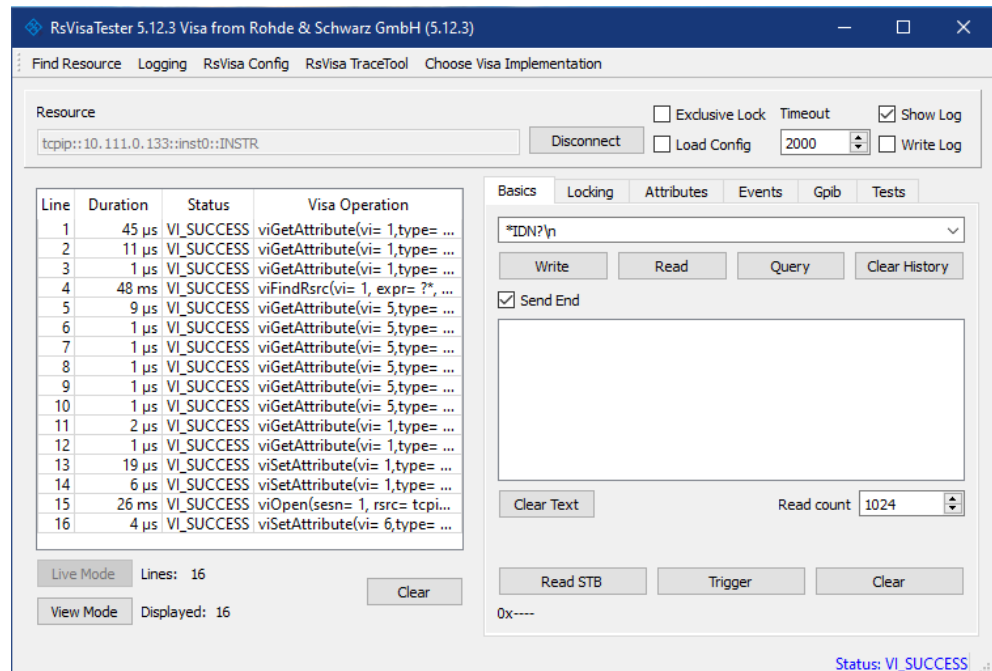 RsVisaTester 5.12.3 Visa from Rohde & Schwarz GmbH (5.12.3)
Find Resource Logging RsVisa Config RsVisa TraceTool Choose Visa Implementation
Resource
tcpip::10.111.0.133::inst0::INSTR
Disconnect
Exclusive Lock Timeout Show Log
Load Config 2000 Write Log
Line Duration Status Visa Operation
1 45 µs VI_SUCCESS viGetAttribute(vi= 1,type= ...
2 11 µs VI_SUCCESS viGetAttribute(vi= 1,type= ...
3 1 µs VI_SUCCESS viGetAttribute(vi= 1,type= ...
4 48 ms VI_SUCCESS viFindRsrc(vi= 1, expr= ?*, ...
5 9 µs VI_SUCCESS viGetAttribute(vi= 5,type= ...
6 1 µs VI_SUCCESS viGetAttribute(vi= 5,type= ...
7 1 µs VI_SUCCESS viGetAttribute(vi= 5,type= ...
8 1 µs VI_SUCCESS viGetAttribute(vi= 5,type= ...
9 1 µs VI_SUCCESS viGetAttribute(vi= 5,type= ...
10 1 µs VI_SUCCESS viGetAttribute(vi= 5,type= ...
11 2 µs VI_SUCCESS viGetAttribute(vi= 1,type= ...
12 1 µs VI_SUCCESS viGetAttribute(vi= 1,type= ...
13 19 µs VI_SUCCESS viSetAttribute(vi= 1,type= ...
14 6 µs VI_SUCCESS viSetAttribute(vi= 1,type= ...
15 26 ms VI_SUCCESS viOpen(sesn= 1, rsrc= tcpi...
16 4 µs VI_SUCCESS viSetAttribute(vi= 6,type= ...
Live Mode Lines: 16
Clear
View Mode Displayed: 16
Basics Locking Attributes Events Gpib Tests
*IDN?\n
Write Read Query Clear History
Send End
Clear Text Read count 1024
Read STB Trigger Clear
0x----
Status: VI_SUCCESS